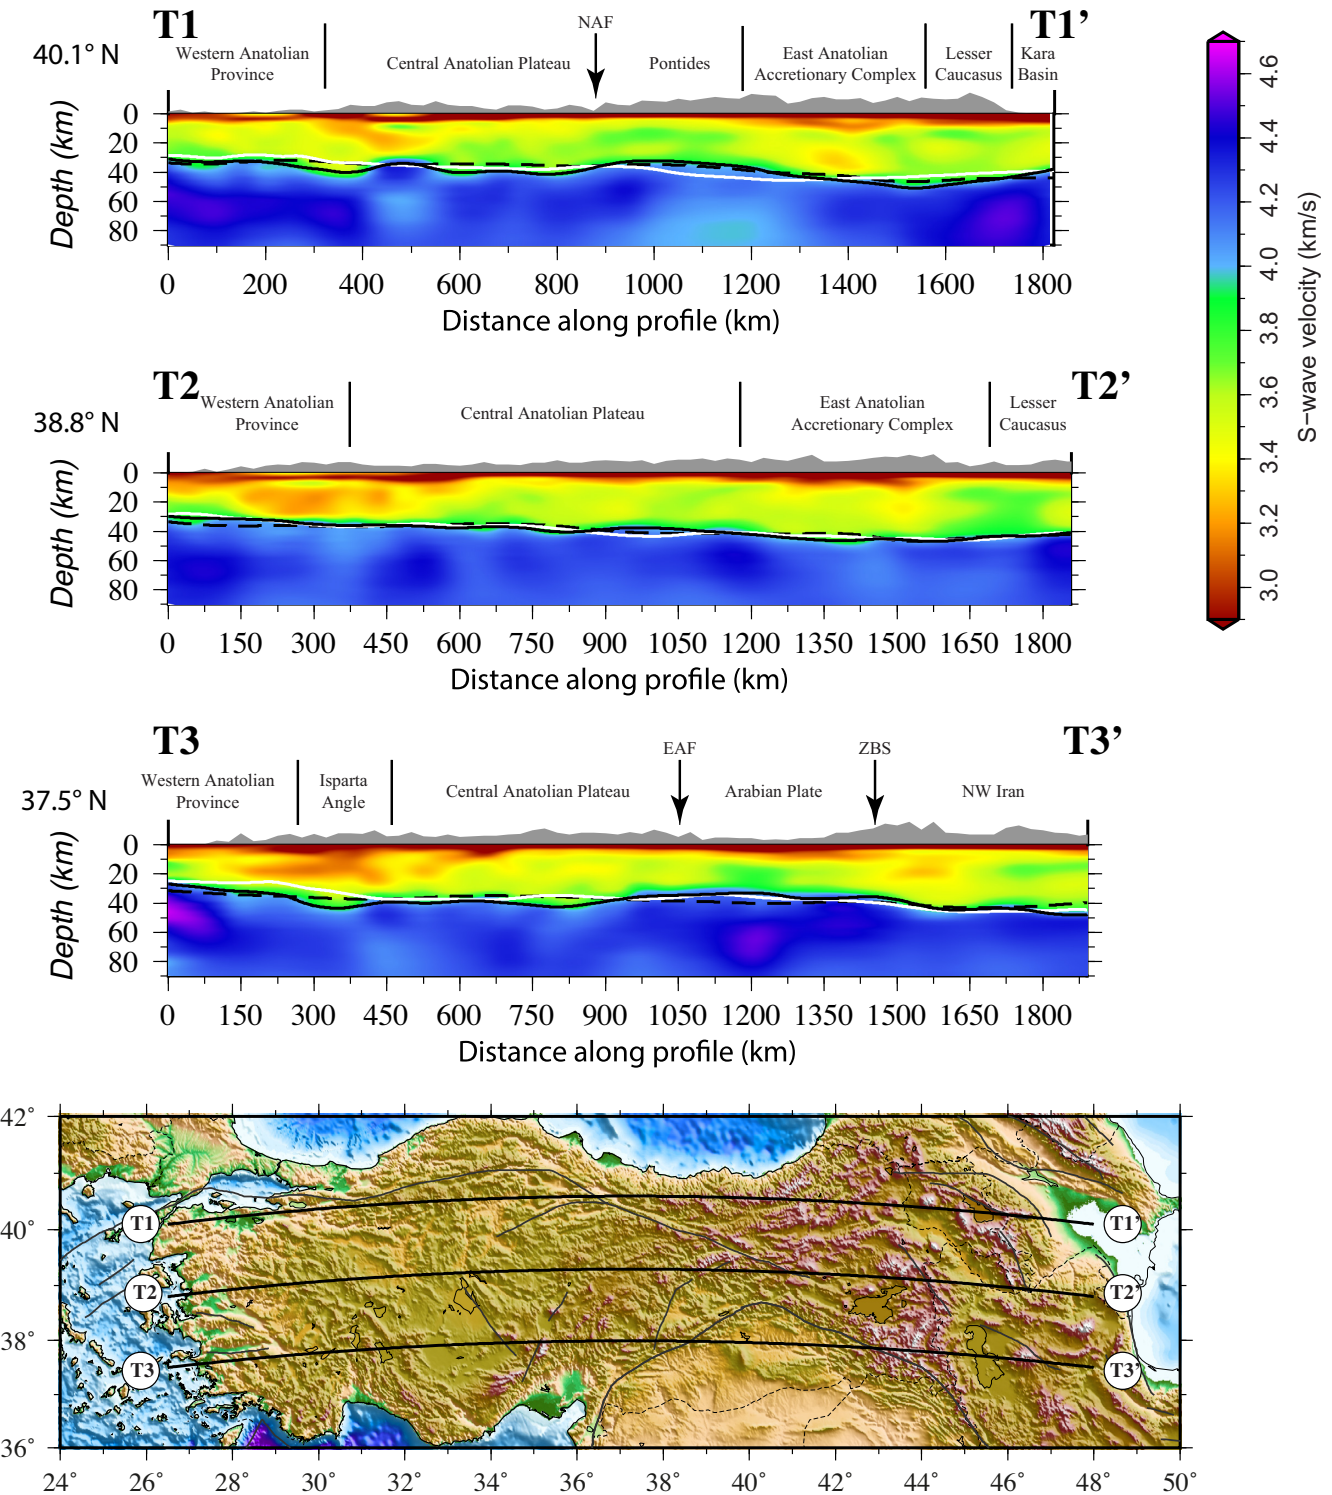 T1
T1’
NAF
40.1° N
Western Anatolian
Province
Central Anatolian Plateau
Pontides
East Anatolian
Accretionary Complex
Lesser
Caucasus
Kara
Basin
Depth (km)
0
20
40
60
80
0 200 400 600 800 1000 1200 1400 1600 1800
Distance along profile (km)
T2
T2’
38.8° N
Western Anatolian
Province
Central Anatolian Plateau
East Anatolian
Accretionary Complex
Lesser
Caucasus
Depth (km)
0
20
40
60
80
0 150 300 450 600 750 900 1050 1200 1350 1500 1650 1800
Distance along profile (km)
T3
T3’
EAF
ZBS
37.5° N
Western Anatolian
Province
Isparta
Angle
Central Anatolian Plateau
Arabian Plate
NW Iran
Depth (km)
0
20
40
60
80
0 150 300 450 600 750 900 1050 1200 1350 1500 1650 1800
Distance along profile (km)
4.6
4.4
4.2
4.0
3.8
3.6
3.4
3.2
3.0
S−wave velocity (km/s)
42°
40°
38°
36°
T1
T1’
T2
T2’
T3
T3’
24° 26° 28° 30° 32° 34° 36° 38° 40° 42° 44° 46° 48° 50°